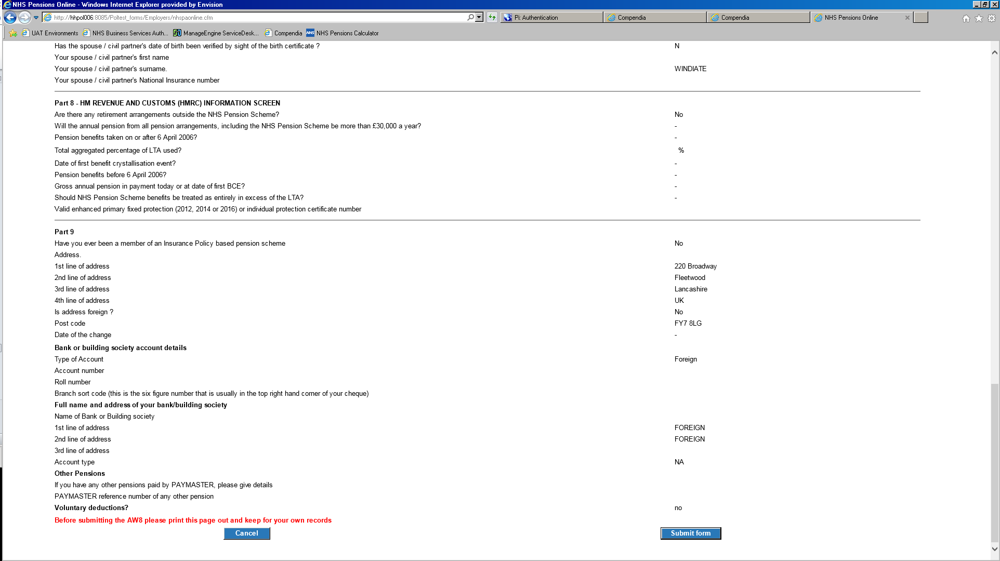 NHS Pensions Online - Windows Internet Explorer provided by Envision
http://hhpol006:8085/Poltest_forms/Employers/nhspaonline.cfm
Pi: Authentication
Compendia
Compendia
NHS Pensions Online
UAT Environments NHS Business Services Auth... ManageEngine ServiceDesk... Compendia NHS NHS Pensions Calculator
Has the spouse / civil partner's date of birth been verified by sight of the birth certificate ? N
Your spouse / civil partner's first name
Your spouse / civil partner's surname. WINDIATE
Your spouse / civil partner's National Insurance number
Part 8 - HM REVENUE AND CUSTOMS (HMRC) INFORMATION SCREEN
Are there any retirement arrangements outside the NHS Pension Scheme? No
Will the annual pension from all pension arrangements, including the NHS Pension Scheme be more than £30,000 a year? -
Pension benefits taken on or after 6 April 2006? -
Total aggregated percentage of LTA used? %
Date of first benefit crystallisation event? -
Pension benefits before 6 April 2006? -
Gross annual pension in payment today or at date of first BCE? -
Should NHS Pension Scheme benefits be treated as entirely in excess of the LTA? -
Valid enhanced primary fixed protection (2012, 2014 or 2016) or individual protection certificate number
Part 9
Have you ever been a member of an Insurance Policy based pension scheme No
Address.
1st line of address 220 Broadway
2nd line of address Fleetwood
3rd line of address Lancashire
4th line of address UK
Is address foreign ? No
Post code FY7 8LG
Date of the change -
Bank or building society account details
Type of Account Foreign
Account number
Roll number
Branch sort code (this is the six figure number that is usually in the top right hand corner of your cheque)
Full name and address of your bank/building society
Name of Bank or Building society
1st line of address FOREIGN
2nd line of address FOREIGN
3rd line of address
Account type NA
Other Pensions
If you have any other pensions paid by PAYMASTER, please give details
PAYMASTER reference number of any other pension
Voluntary deductions? no
Before submitting the AW8 please print this page out and keep for your own records
Cancel Submit form